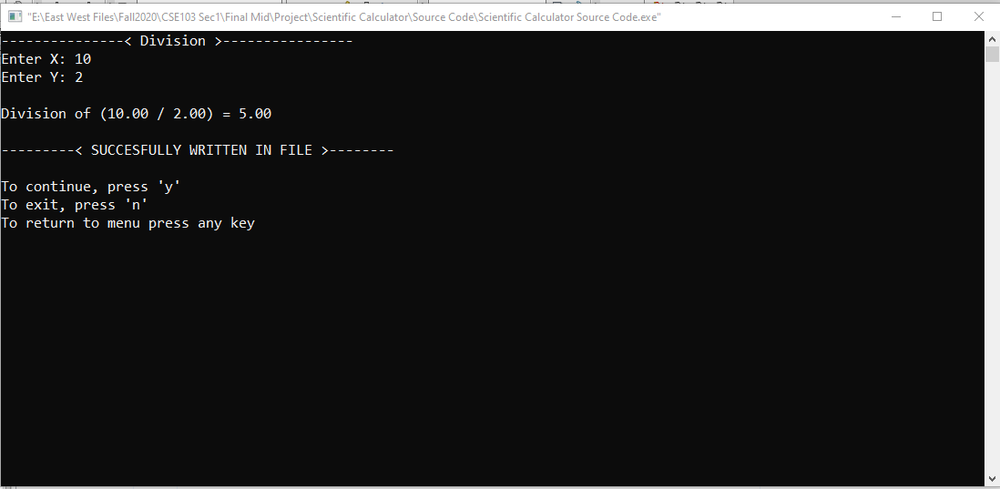 "E:\East West Files\Fall2020\CSE103 Sec1\Final Mid\Project\Scientific Calculator\Source Code\Scientific Calculator Source Code.exe"
---------------< Division >----------------
Enter X: 10
Enter Y: 2
Division of (10.00 / 2.00) = 5.00
---------< SUCCESFULLY WRITTEN IN FILE >--------
To continue, press 'y'
To exit, press 'n'
To return to menu press any key